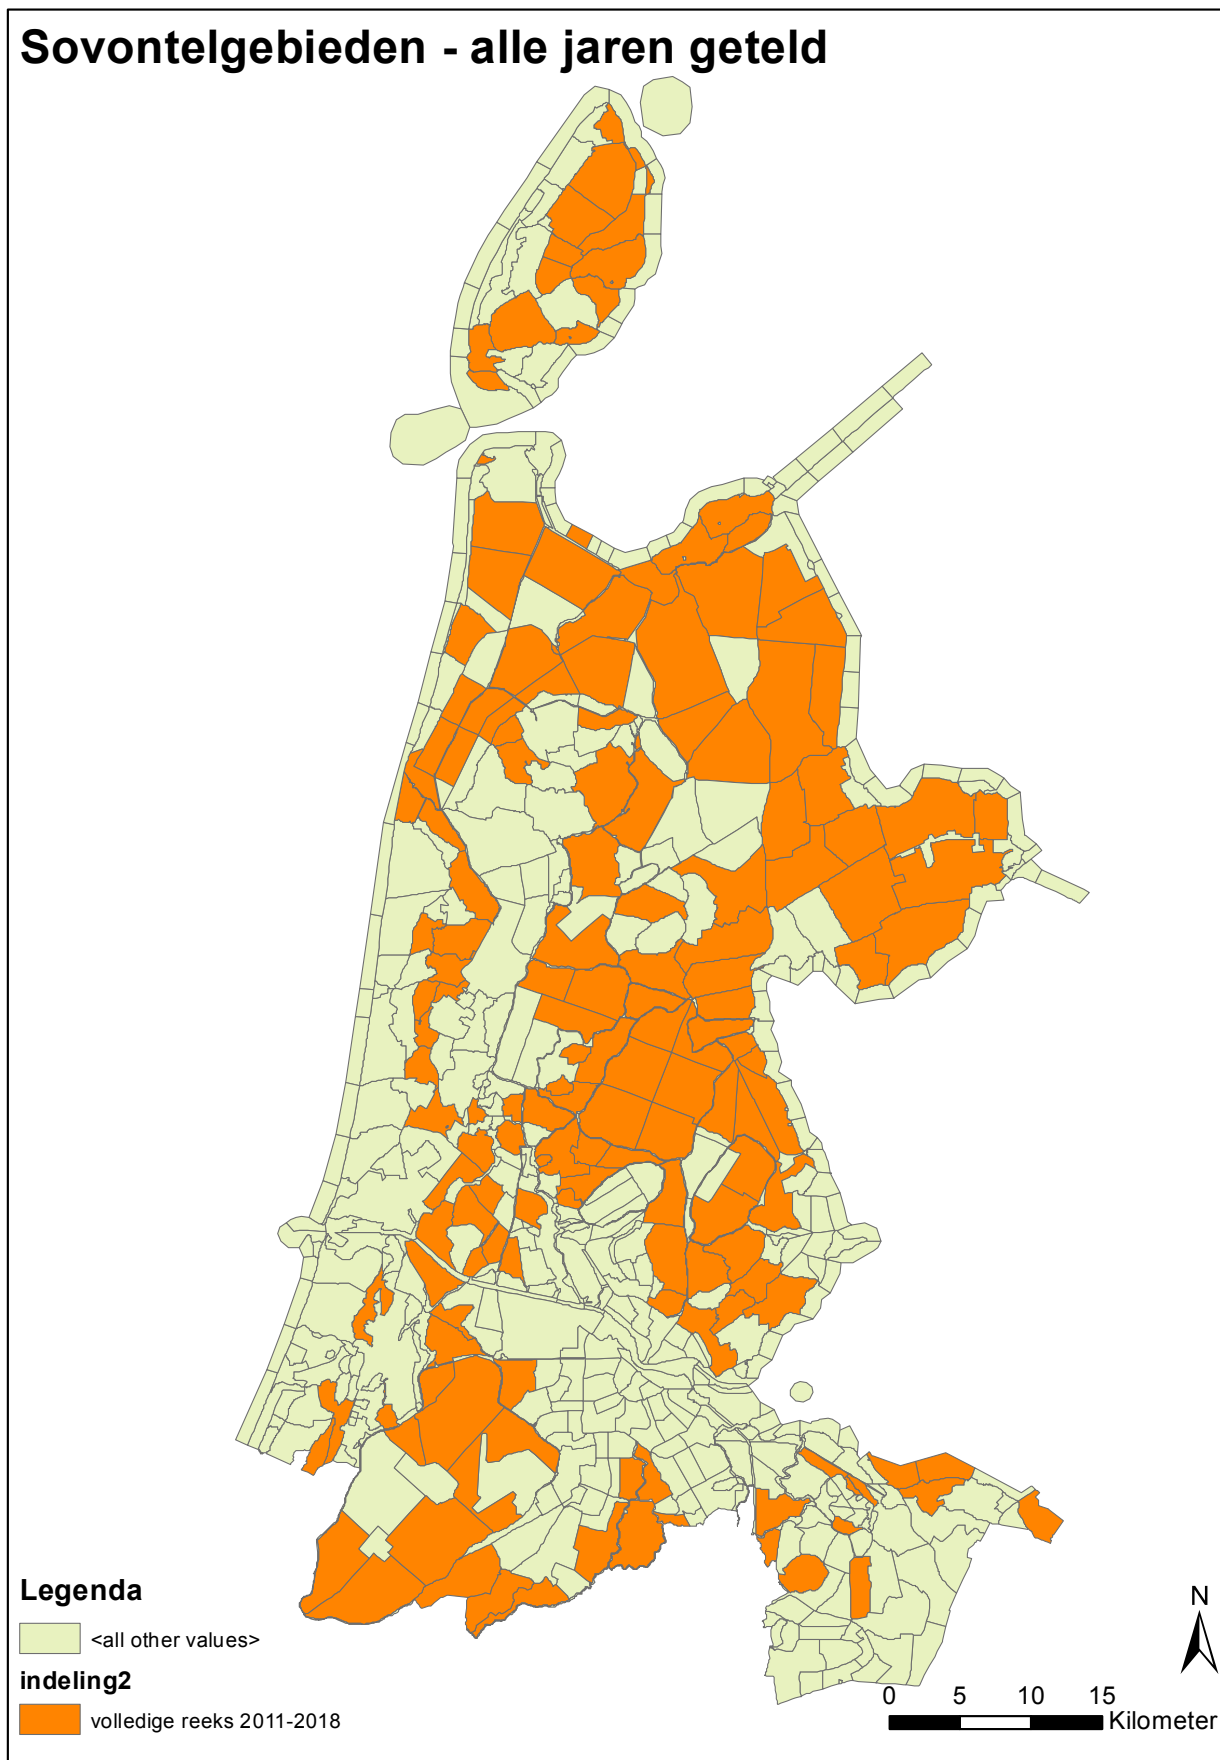 Sovontelgebieden - alle jaren geteld
Legenda
<all other values>
indeling2
volledige reeks 2011-2018
N
0 5 10 15
Kilometer